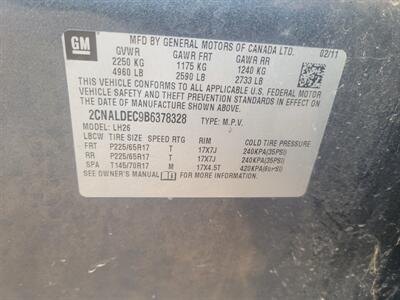 GM
MFD BY GENERAL MOTORS OF CANADA LTD.
GVWR GAWR FRT GAWR RR 02/11
2250 KG 1175 KG 1240 KG
4960 LB 2590 LB 2733 LB
THIS VEHICLE CONFORMS TO ALL APPLICABLE U.S. FEDERAL MOTOR
VEHICLE SAFETY AND THEFT PREVENTION STANDARDS IN EFFECT ON THE
DATE OF MANUFACTURE SHOWN ABOVE.
2CNALDEC9B6378328 TYPE: M.P.V.
MODEL: LH26
LBCW TIRE SIZE SPEED RTG RIM COLD TIRE PRESSURE
FRT P225/65R17 T 17X7J 240KPA(35PSI)
RR P225/65R17 T 17X7J 240KPA(35PSI)
SPA T145/70R17 M 17X4.5T 420KPA(60PSI)
SEE OWNER'S MANUAL FOR MORE INFORMATION